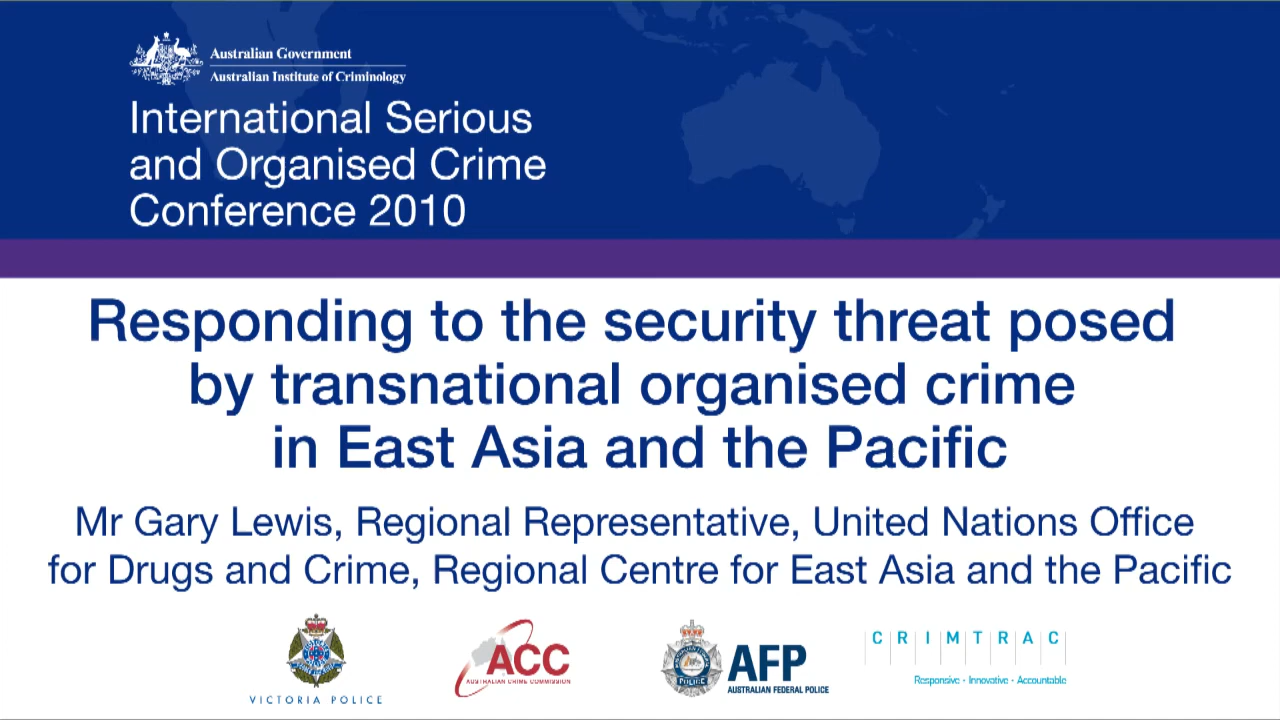 Australian Government
Australian Institute of Criminology
International Serious
and Organised Crime
Conference 2010
Responding to the security threat posed
by transnational organised crime
in East Asia and the Pacific
Mr Gary Lewis, Regional Representative, United Nations Office
for Drugs and Crime, Regional Centre for East Asia and the Pacific
VICTORIA POLICE
ACC
AUSTRALIAN CRIME COMMISSION
POLICE
AFP
AUSTRALIAN FEDERAL POLICE
CRIMTRAC
Responsive - Innovative - Accountable